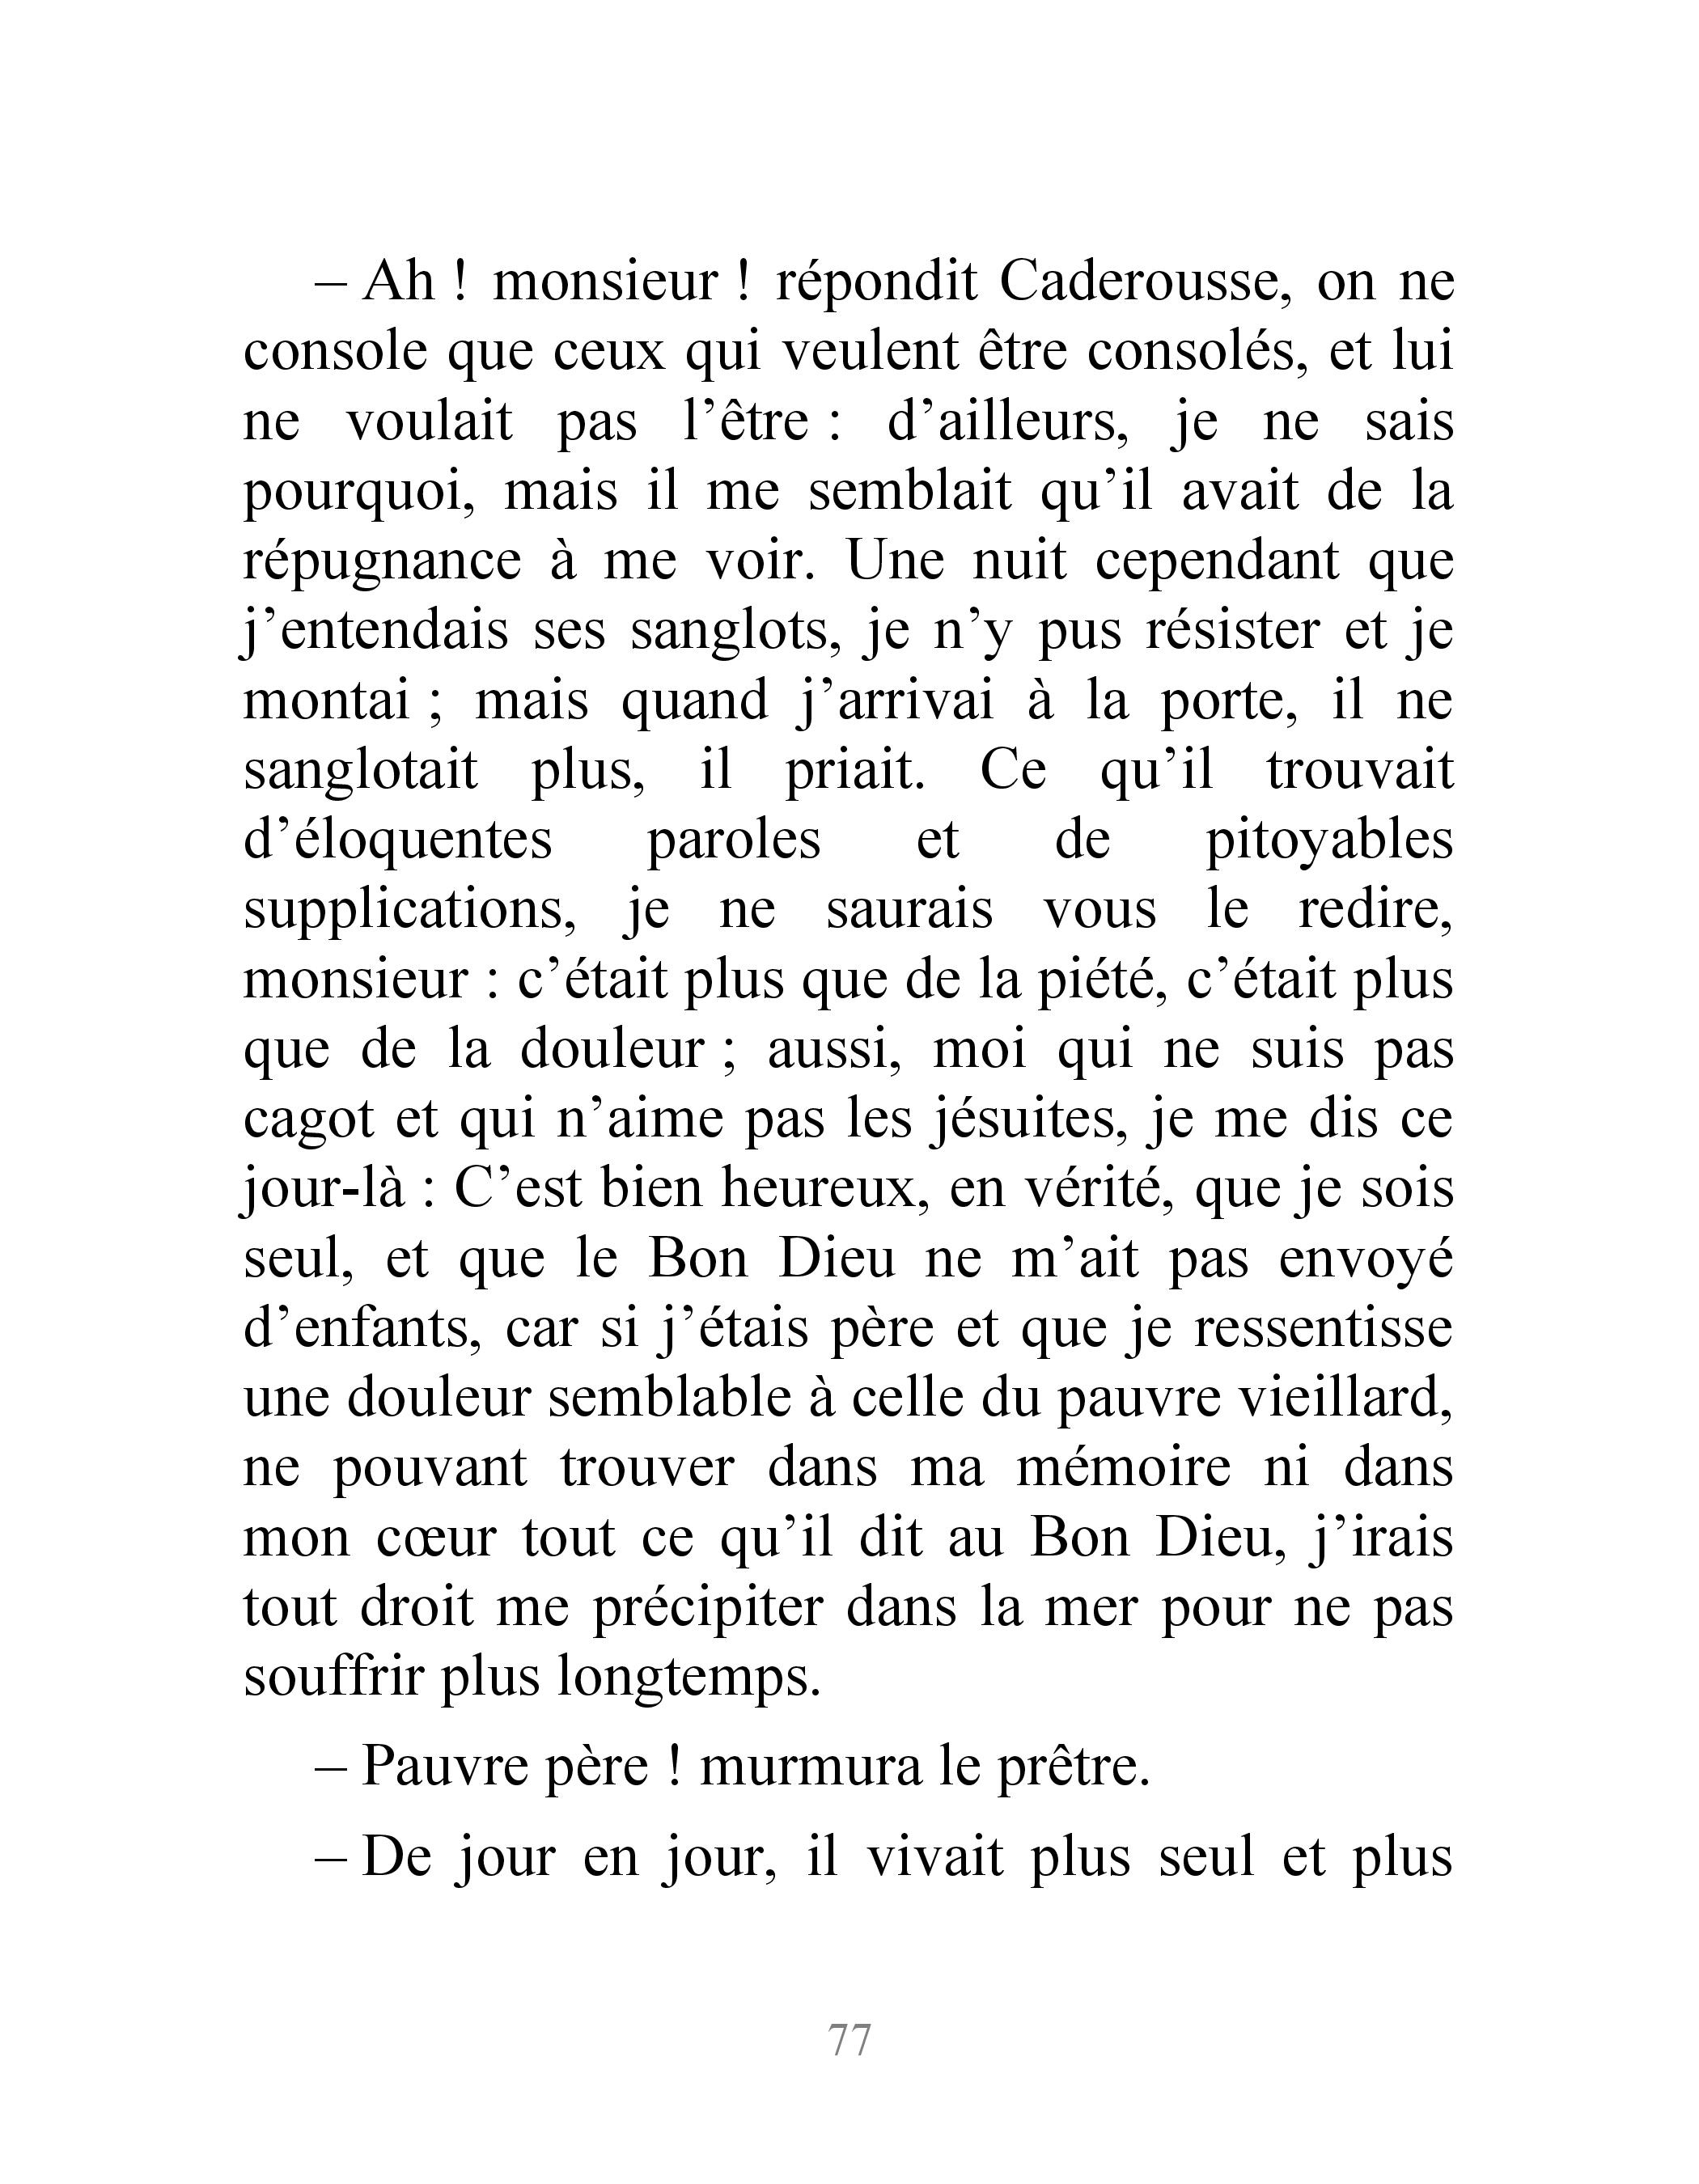 – Ah ! monsieur ! répondit Caderousse, on ne
console que ceux qui veulent être consolés, et lui
ne voulait pas l’être : d’ailleurs, je ne sais
pourquoi, mais il me semblait qu’il avait de la
répugnance à me voir. Une nuit cependant que
j’entendais ses sanglots, je n’y pus résister et je
montai ; mais quand j’arrivai à la porte, il ne
sanglotait plus, il priait. Ce qu’il trouvait
d’éloquentes paroles et de pitoyables
supplications, je ne saurais vous le redire,
monsieur : c’était plus que de la piété, c’était plus
que de la douleur ; aussi, moi qui ne suis pas
cagot et qui n’aime pas les jésuites, je me dis ce
jour-là : C’est bien heureux, en vérité, que je sois
seul, et que le Bon Dieu ne m’ait pas envoyé
d’enfants, car si j’étais père et que je ressentisse
une douleur semblable à celle du pauvre vieillard,
ne pouvant trouver dans ma mémoire ni dans
mon cœur tout ce qu’il dit au Bon Dieu, j’irais
tout droit me précipiter dans la mer pour ne pas
souffrir plus longtemps.
– Pauvre père ! murmura le prêtre.
– De jour en jour, il vivait plus seul et plus
77